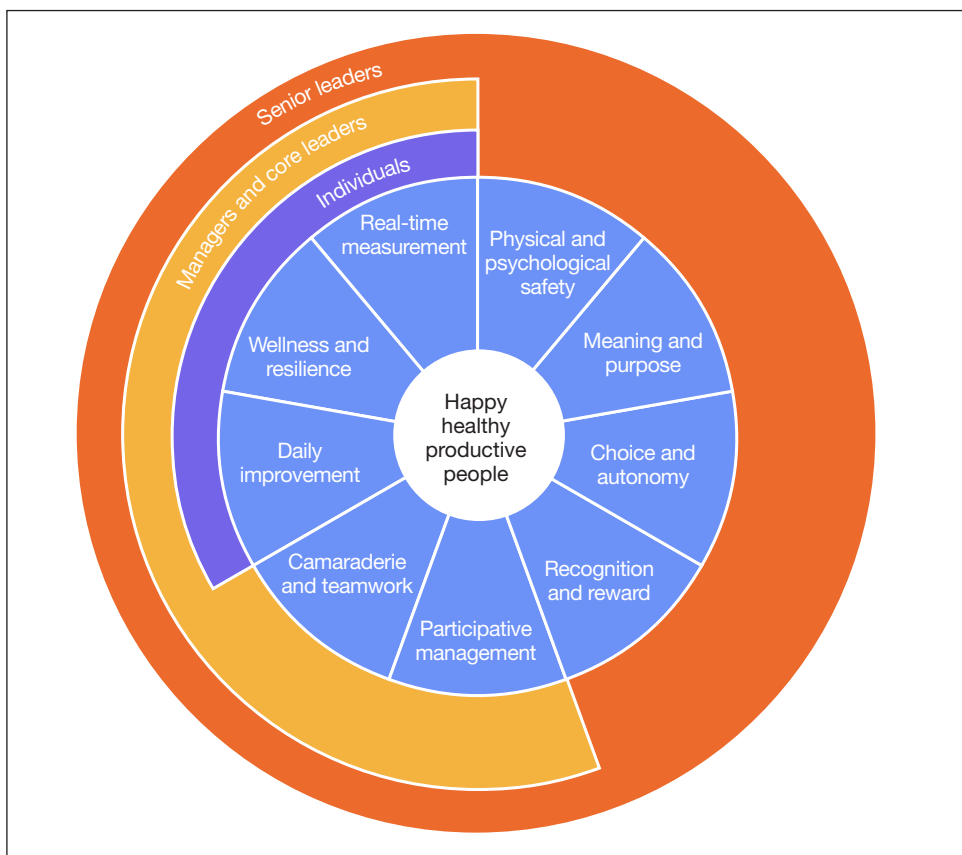 Senior leaders
Managers and core leaders
Individuals
Real-time
measurement
Physical and
psychological
safety
Meaning and
purpose
Choice and
autonomy
Recognition
and reward
Participative
management
Camaraderie
and teamwork
Daily
improvement
Wellness and
resilience
Happy
healthy
productive
people